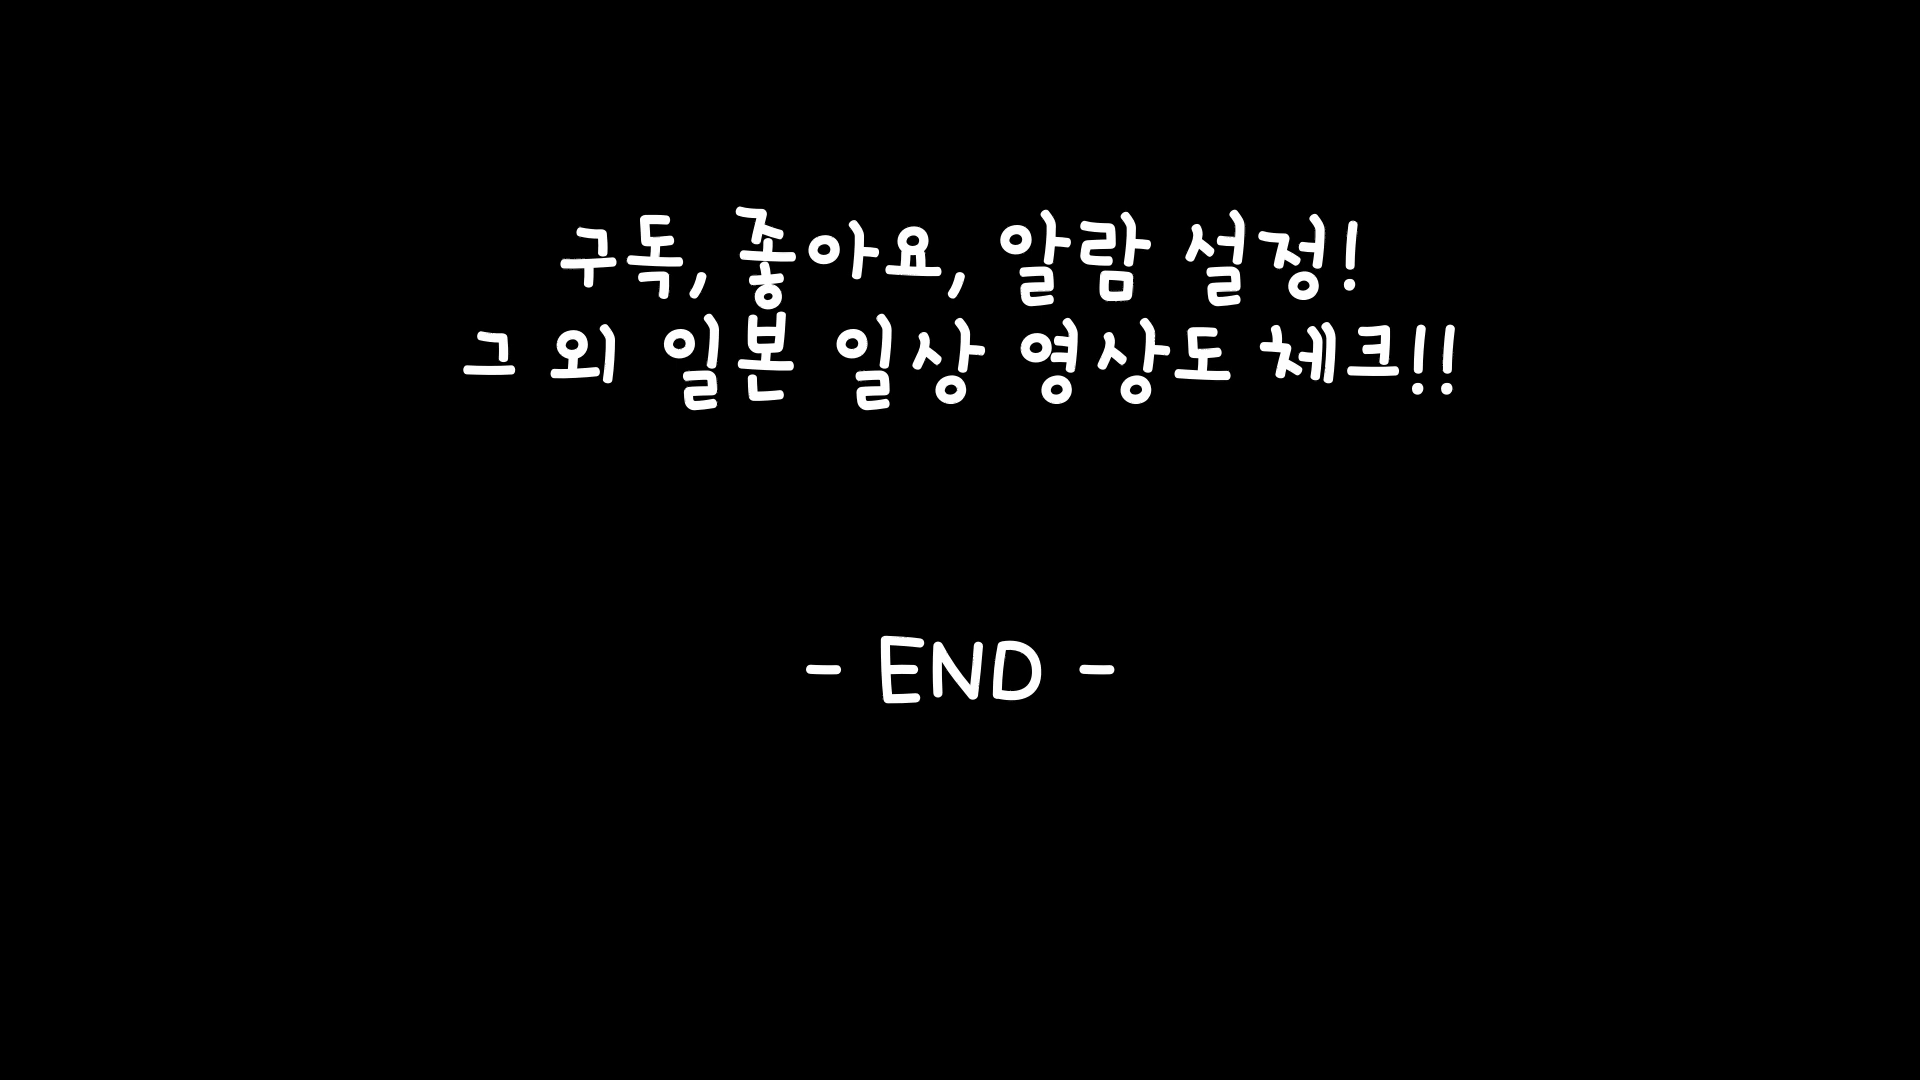 구독, 좋아요, 알람 설정!
그 외 일본 일상 영상도 체크!!
- END -